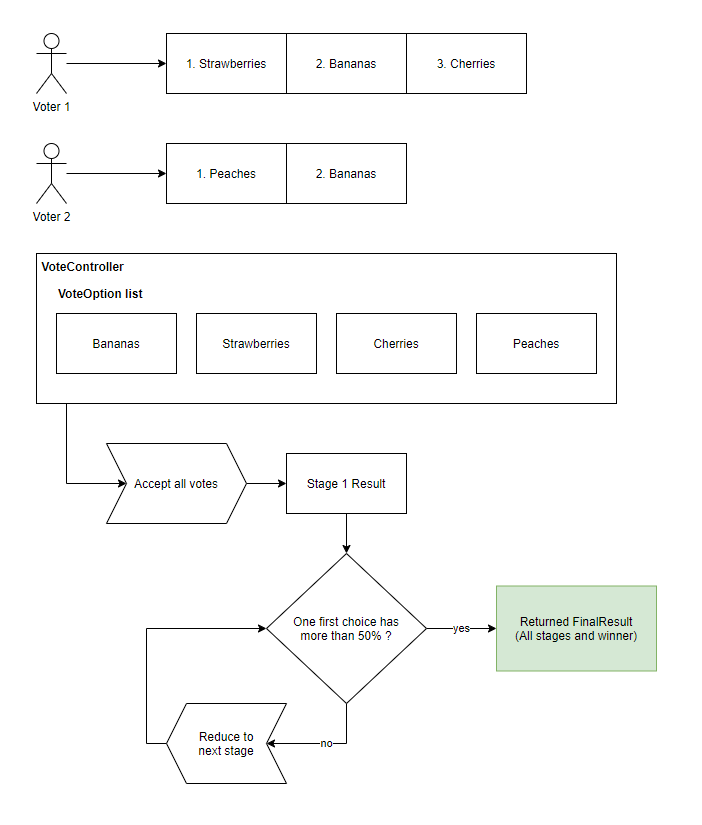 1. Strawberries
2. Bananas
3. Cherries
Voter 1
1. Peaches
2. Bananas
Voter 2
VoteController
VoteOption list
Bananas
Strawberries
Cherries
Peaches
Accept all votes
Stage 1 Result
One first choice has
more than 50% ?
yes
Returned FinalResult
(All stages and winner)
no
Reduce to
next stage